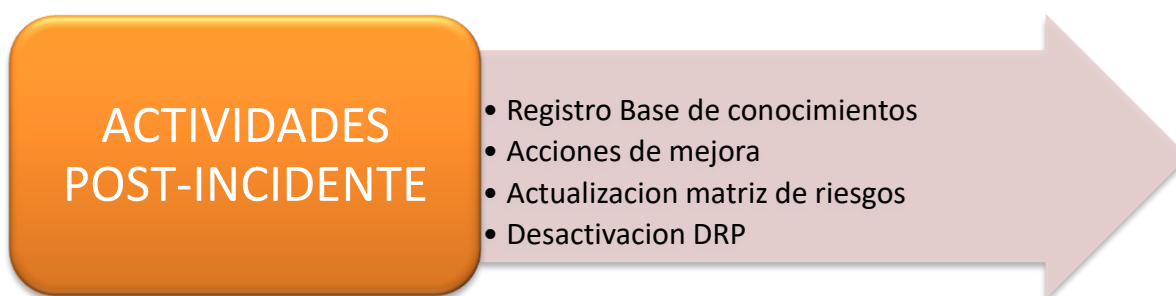 ACTIVIDADES
POST-INCIDENTE
• Registro Base de conocimientos
• Acciones de mejora
• Actualizacion matriz de riesgos
• Desactivacion DRP